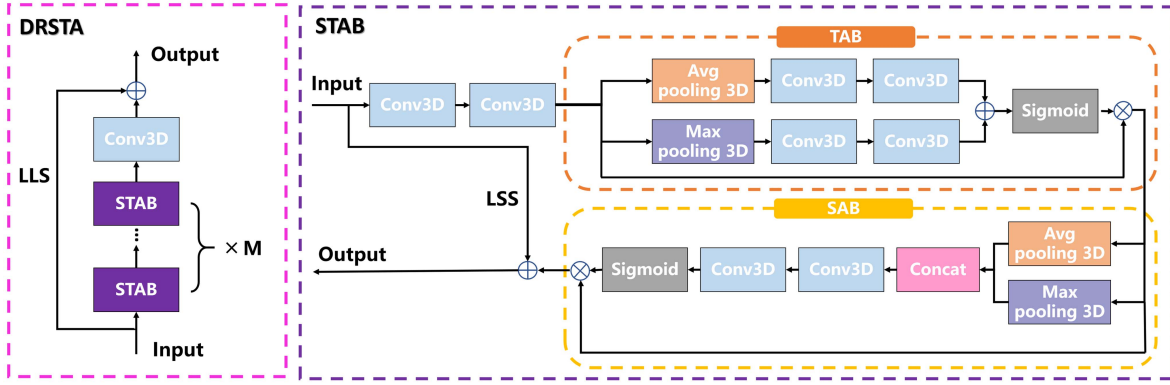 DRSTA
Output
Conv3D
LLS
STAB
× M
STAB
Input
STAB
TAB
Input
Conv3D
Conv3D
Avg
pooling 3D
Conv3D
Conv3D
Max
pooling 3D
Conv3D
Conv3D
Sigmoid
LSS
SAB
Output
Sigmoid
Conv3D
Conv3D
Concat
Avg
pooling 3D
Max
pooling 3D